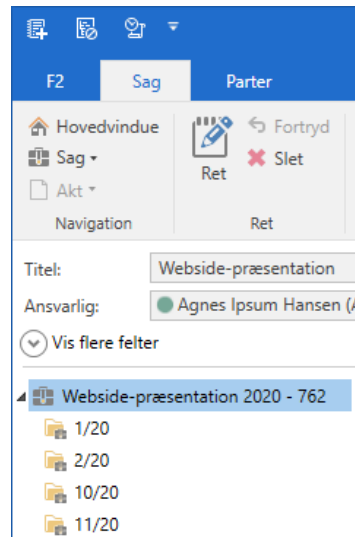 F2 Sag Parter
Hovedvindue
Sag
Akt
Navigation
Ret
Fortryd
Slet
Ret
Titel: Webside-præsentation
Ansvarlig: Agnes Ipsum Hansen (
Vis flere felter
Webside-præsentation 2020 - 762
1/20
2/20
10/20
11/20